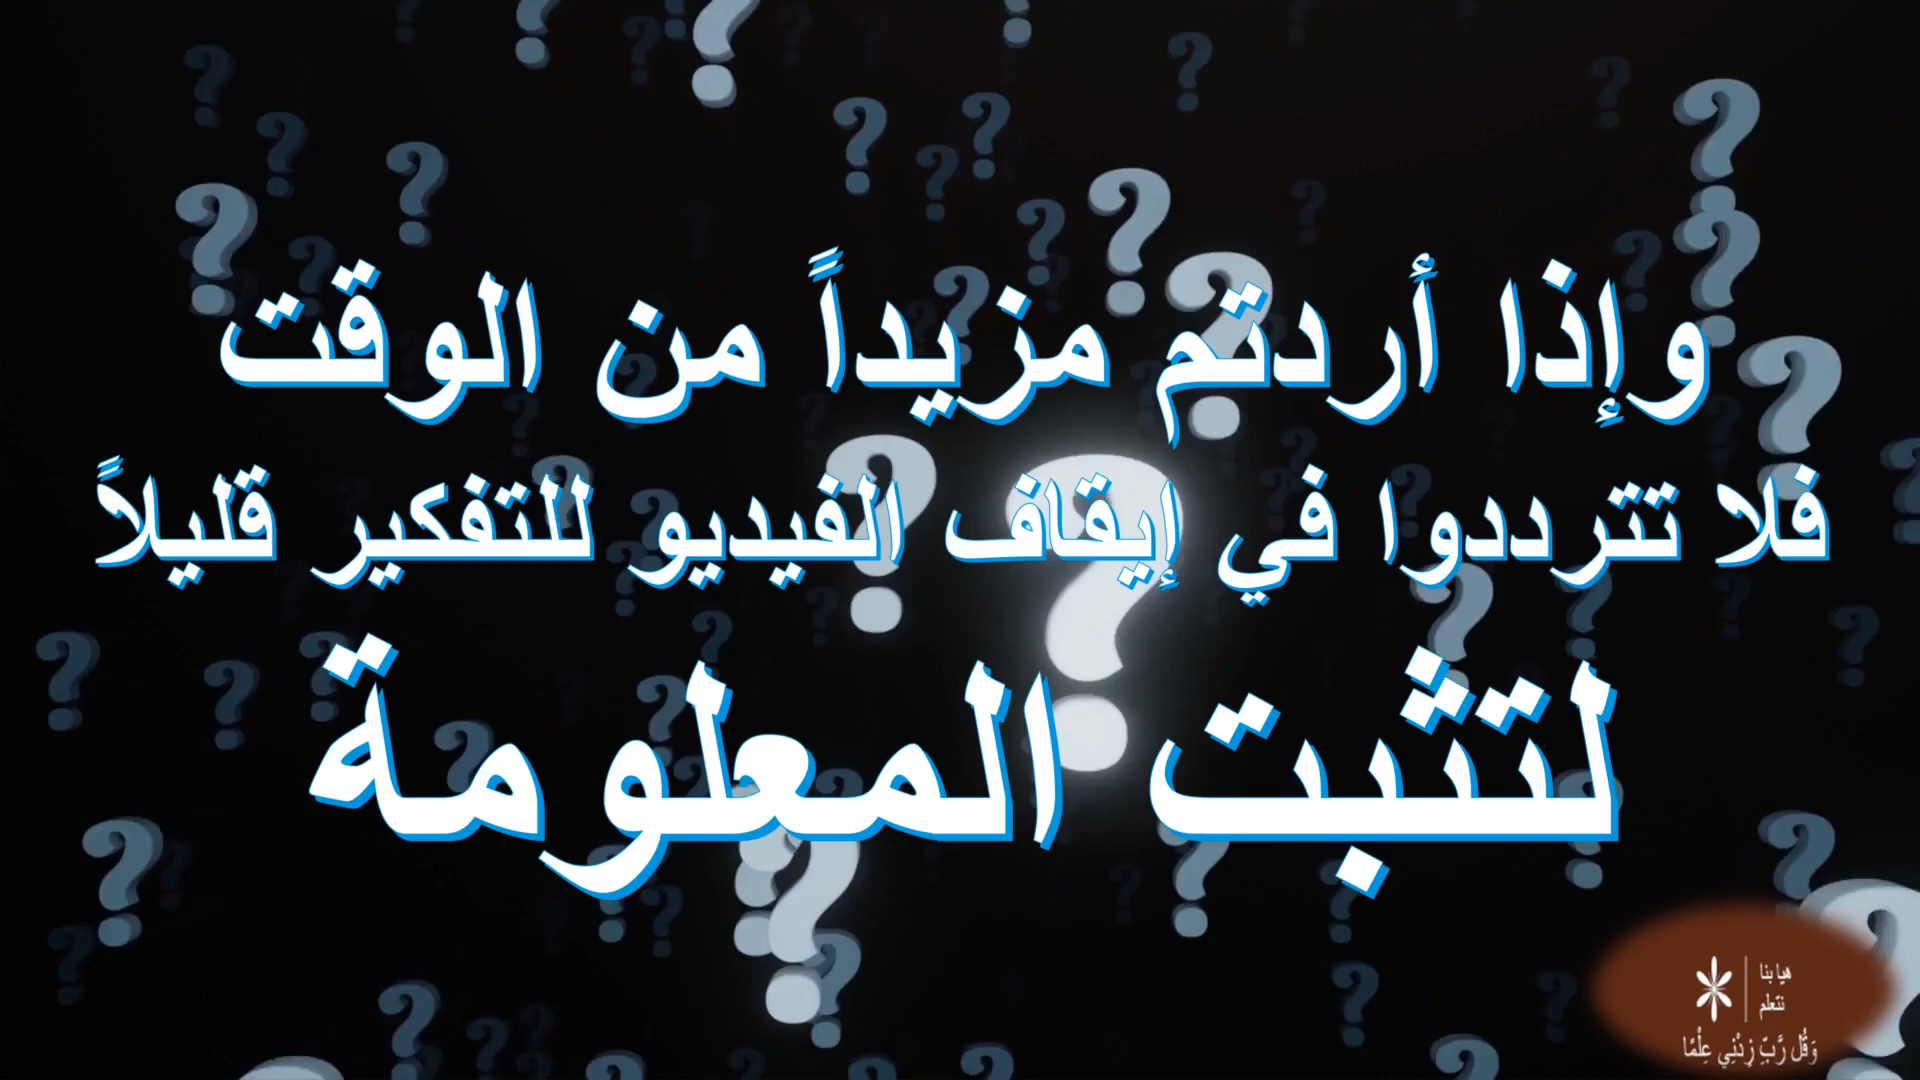 وإذا أردتم مزيداً من الوقت
فلا تترددوا في إيقاف الفيديو للتفكير قليلاً
لتثبت المعلومة
هيا بنا
نتعلم
وَقُل رَّبِّ زِدْنِي عِلْمًا